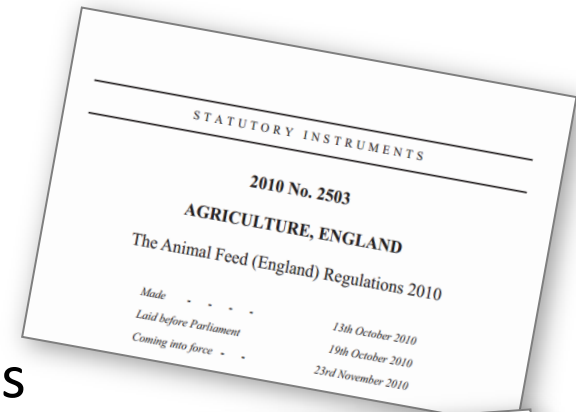 STATUTORY INSTRUMENTS
2010 No. 2503
AGRICULTURE, ENGLAND
The Animal Feed (England) Regulations 2010
Made - - - - 13th October 2010
Laid before Parliament 19th October 2010
Coming into force - - 23rd November 2010
s